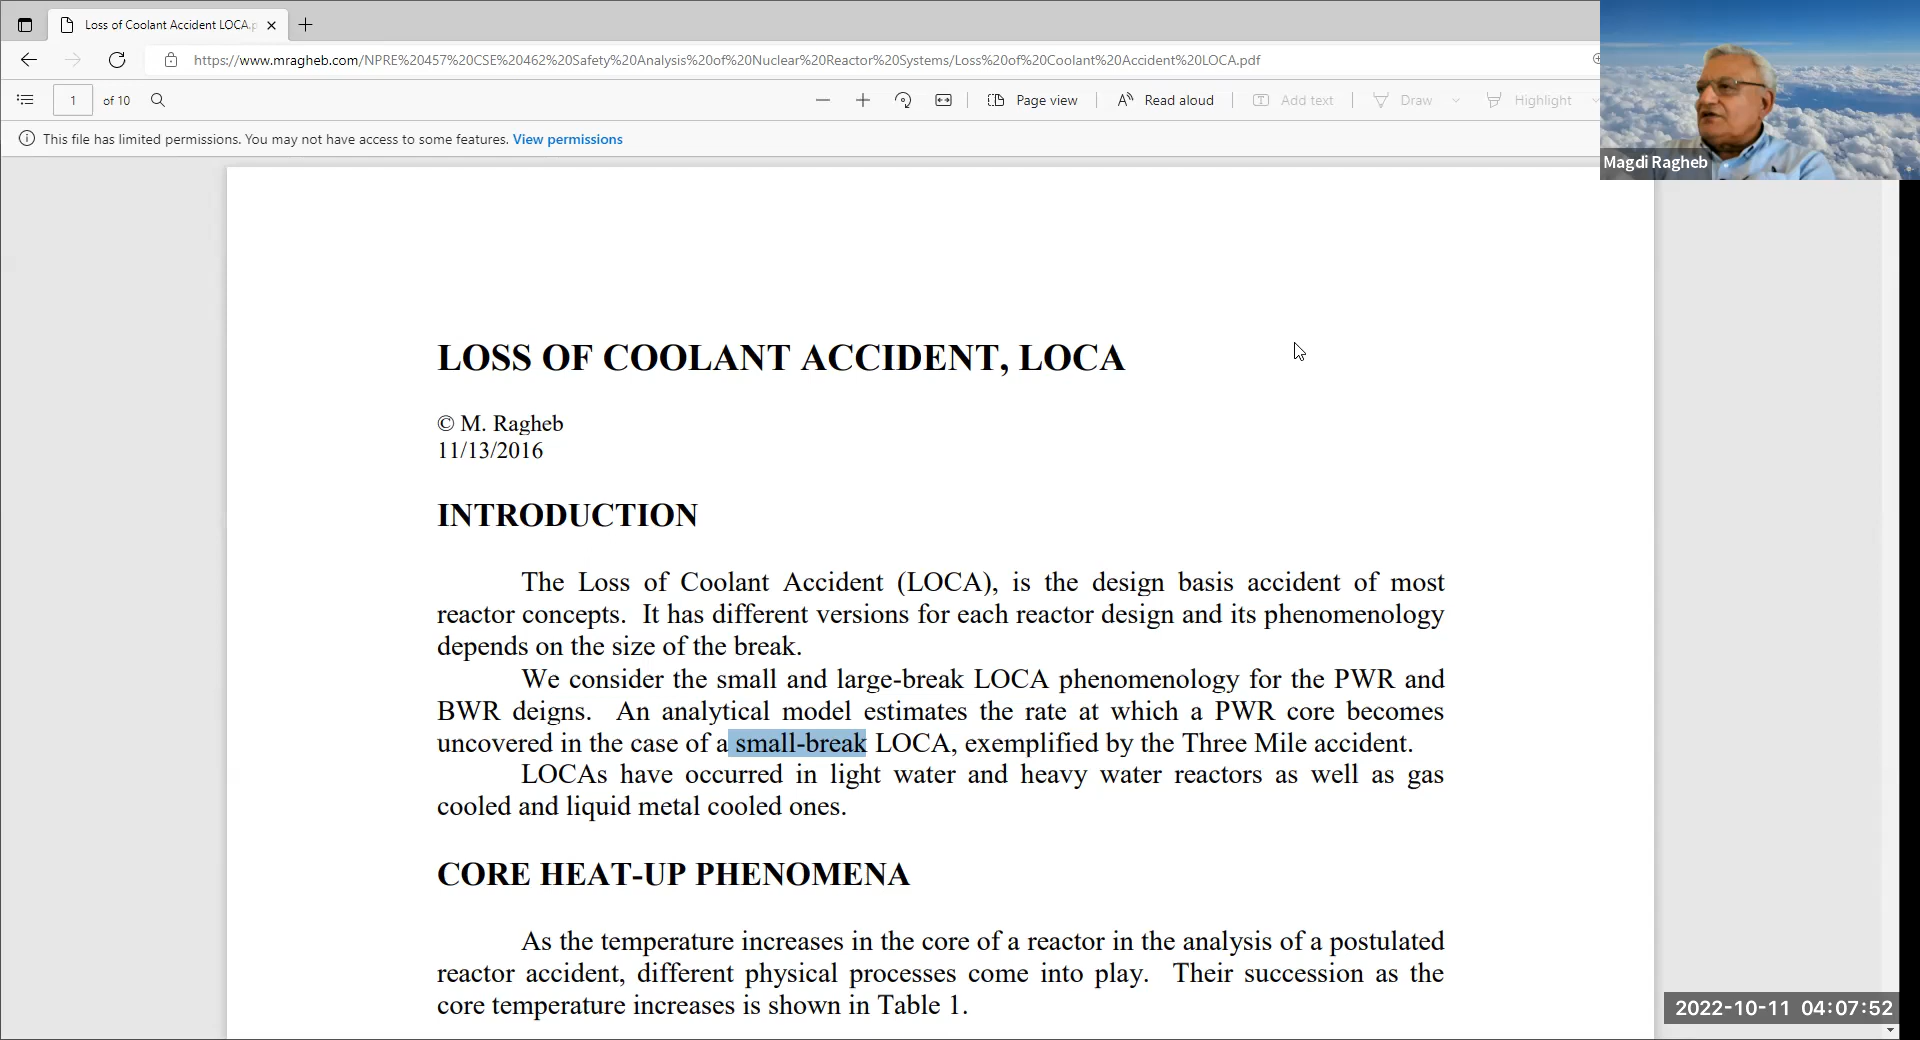 Loss of Coolant Accident LOCA.p
https://www.mragheb.com/NPRE%20457%20CSE%20462%20Safety%20Analysis%20of%20Nuclear%20Reactor%20Systems/Loss%20of%20Coolant%20Accident%20LOCA.pdf
1 of 10 Page view Read aloud Add text Draw Highlight
This file has limited permissions. You may not have access to some features. View permissions
Magdi Ragheb
LOSS OF COOLANT ACCIDENT, LOCA
© M. Ragheb
11/13/2016
INTRODUCTION
The Loss of Coolant Accident (LOCA), is the design basis accident of most
reactor concepts. It has different versions for each reactor design and its phenomenology
depends on the size of the break.
We consider the small and large-break LOCA phenomenology for the PWR and
BWR deigns. An analytical model estimates the rate at which a PWR core becomes
uncovered in the case of a small-break LOCA, exemplified by the Three Mile accident.
LOCAs have occurred in light water and heavy water reactors as well as gas
cooled and liquid metal cooled ones.
CORE HEAT-UP PHENOMENA
As the temperature increases in the core of a reactor in the analysis of a postulated
reactor accident, different physical processes come into play. Their succession as the
core temperature increases is shown in Table 1.
2022-10-11 04:07:52